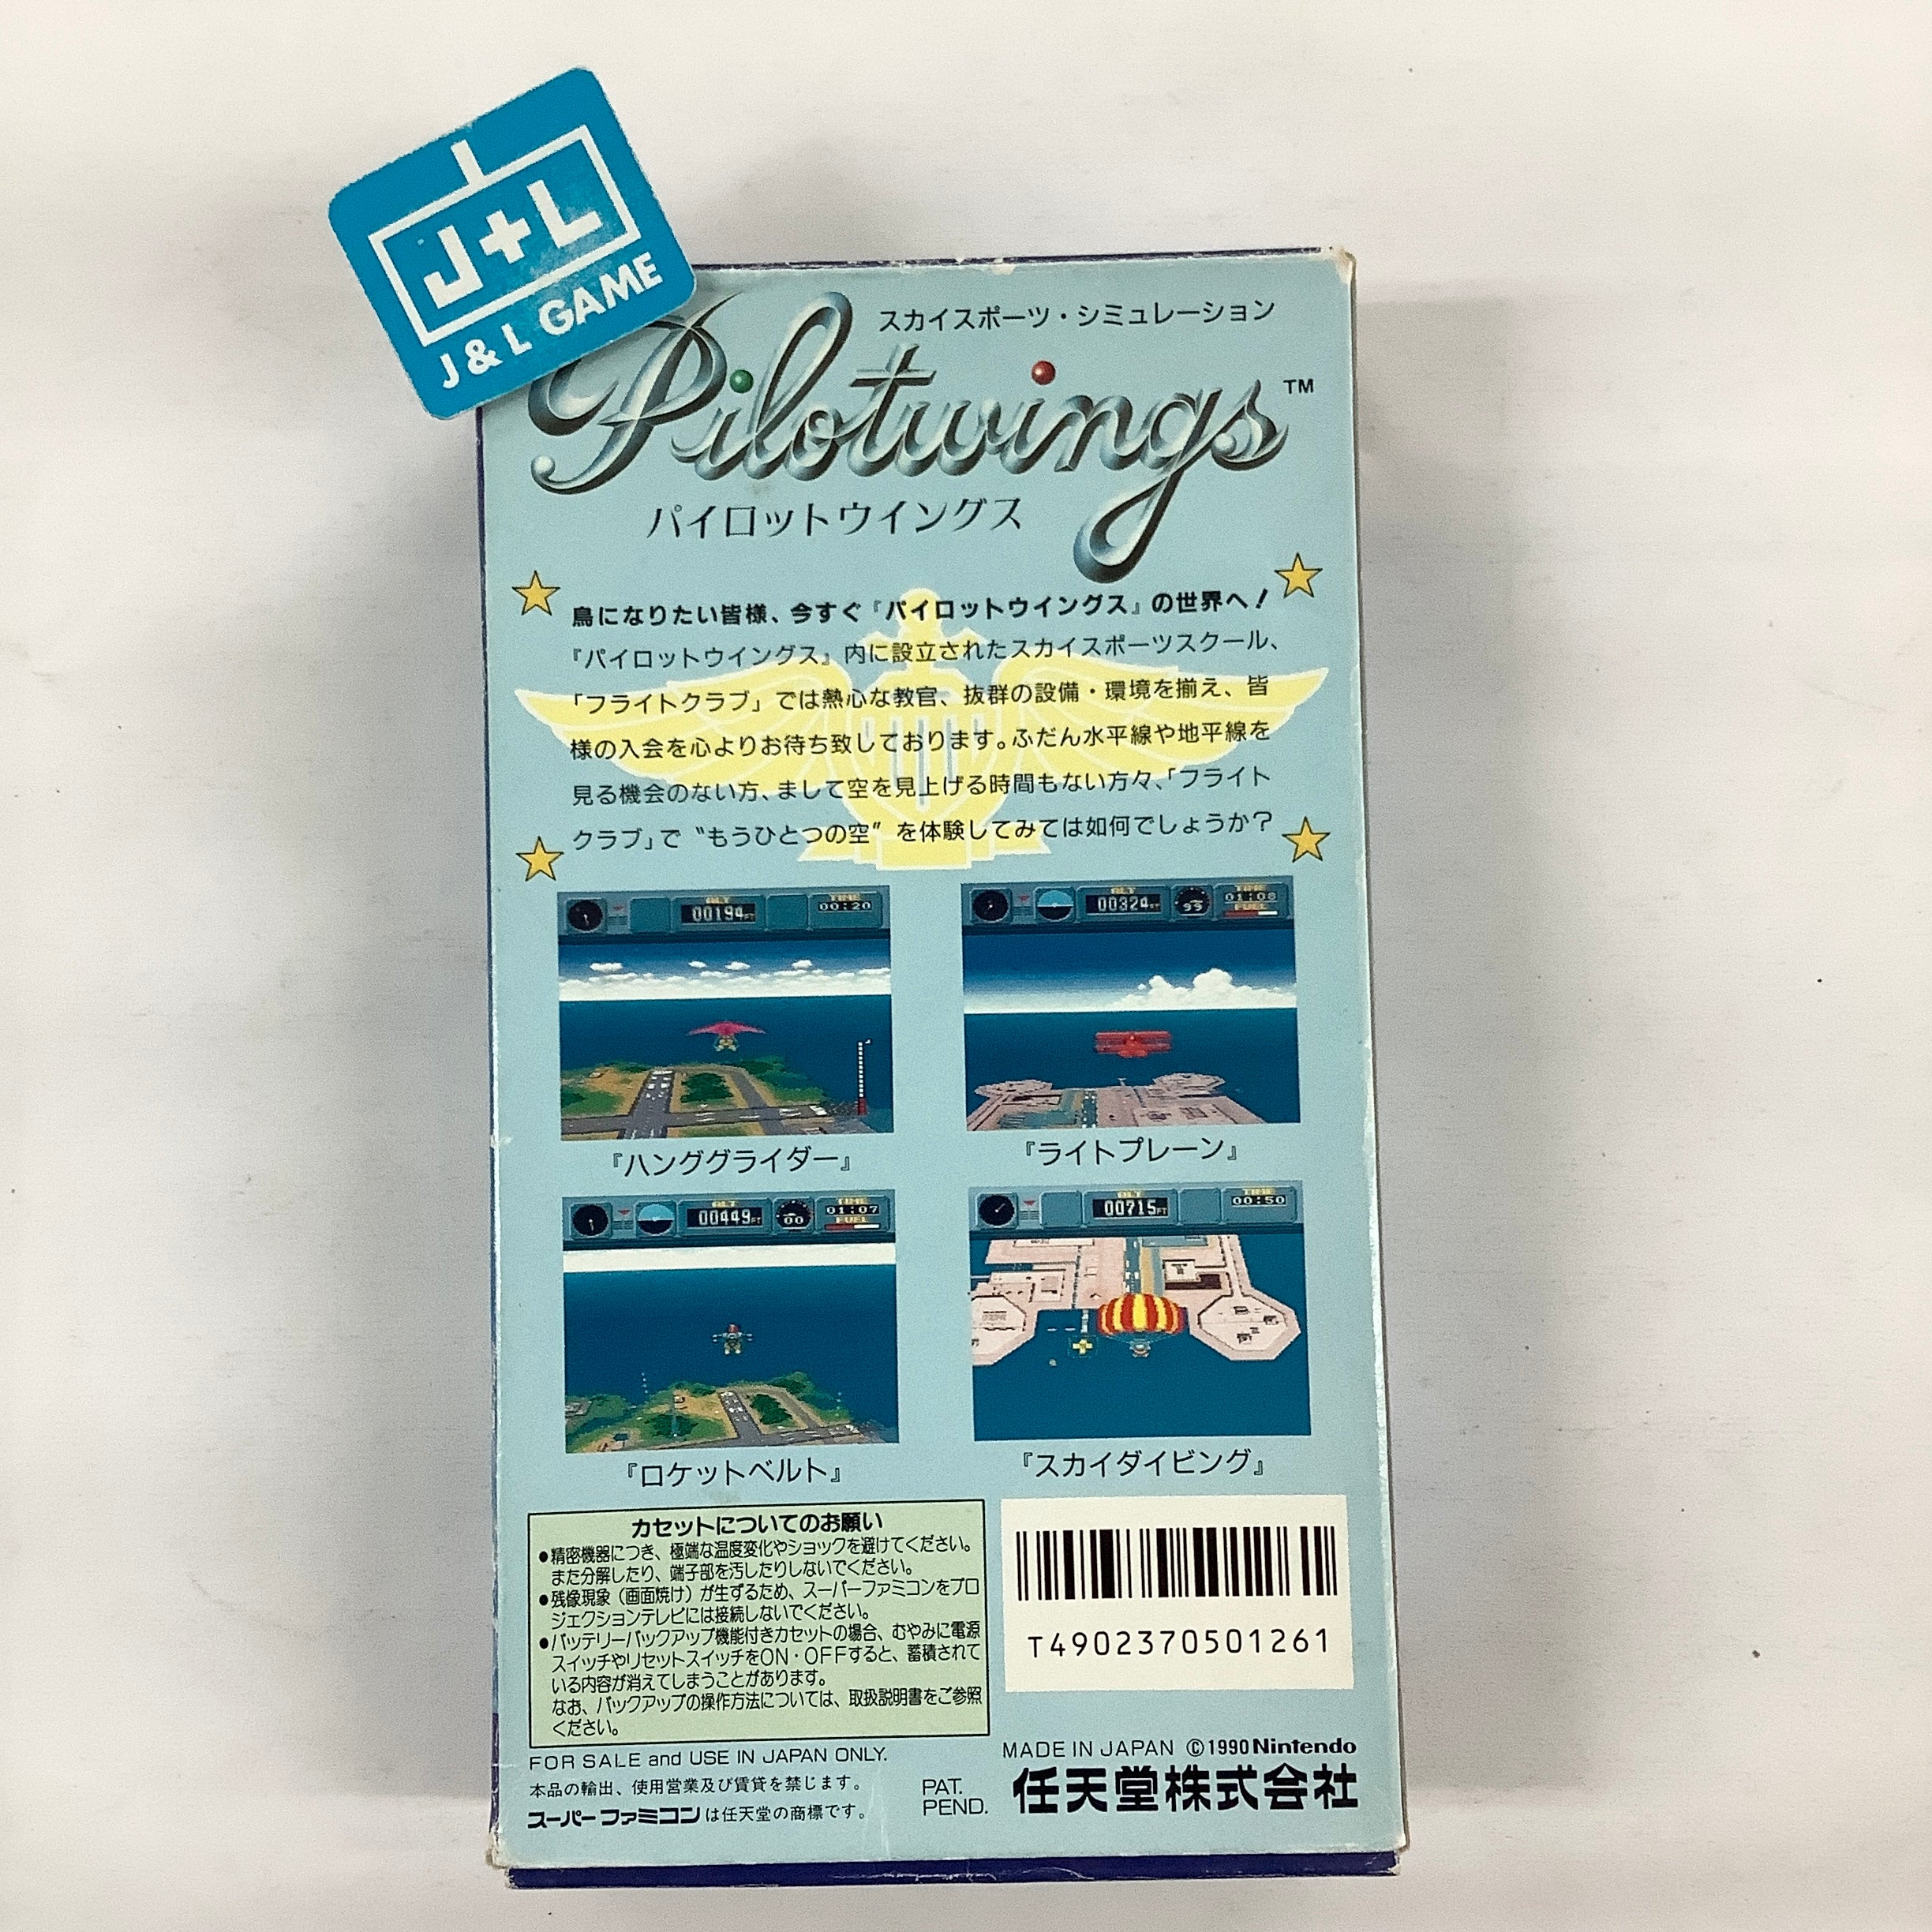 J+L
J & L GAME
スカイスポーツ・シミュレーション
Pilotwings™
パイロットウイングス
鳥になりたい皆様、今すぐ『パイロットウイングス』の世界へ!
『パイロットウイングス』内に設立されたスカイスポーツスクール、
「フライトクラブ」では熱心な教官、抜群の設備・環境を揃え、皆
様の入会を心よりお待ち致しております。ふだん水平線や地平線を
見る機会のない方、まして空を見上げる時間もない方々、「フライト
クラブ」で〝もうひとつの空〟を体験してみては如何でしょうか?
ALT
00194FT
TIME
00:20
ALT
00324FT
99
TIME
01:08
FUEL
『ハンググライダー』
『ライトプレーン』
ALT
00449FT
00
TIME
01:07
FUEL
ALT
00715FT
TIME
00:50
『ロケットベルト』
『スカイダイビング』
カセットについてのお願い
●精密機器につき、極端な温度変化やショックを避けてください。
また分解したり、端子部を汚したりしないでください。
●残像現象（画面焼け）が生ずるため、スーパーファミコンをプロ
ジェクションテレビには接続しないでください。
●バッテリーバックアップ機能付きカセットの場合、むやみに電源
スイッチやリセットスイッチをON・OFFすると、蓄積されて
いる内容が消えてしまうことがあります。
なお、バックアップの操作方法については、取扱説明書をご参照
ください。
T4902370501261
FOR SALE and USE IN JAPAN ONLY.
本品の輸出、使用営業及び賃貸を禁じます。
スーパーファミコンは任天堂の商標です。
PAT.
PEND.
MADE IN JAPAN ©1990 Nintendo
任天堂株式会社